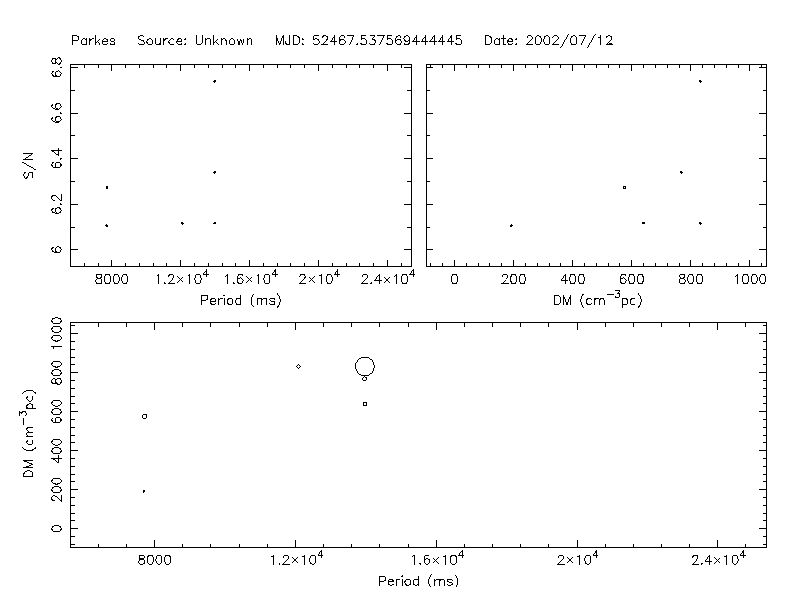 Parkes Source: Unknown MJD: 52467.537569444445 Date: 2002/07/12
S/N
6.8
6.6
6.4
6.2
6
8000 1.2×10⁴ 1.6×10⁴ 2×10⁴ 2.4×10⁴
Period (ms)
0 200 400 600 800 1000
DM (cm⁻³pc)
DM (cm⁻³pc)
1000
800
600
400
200
0
8000 1.2×10⁴ 1.6×10⁴ 2×10⁴ 2.4×10⁴
Period (ms)